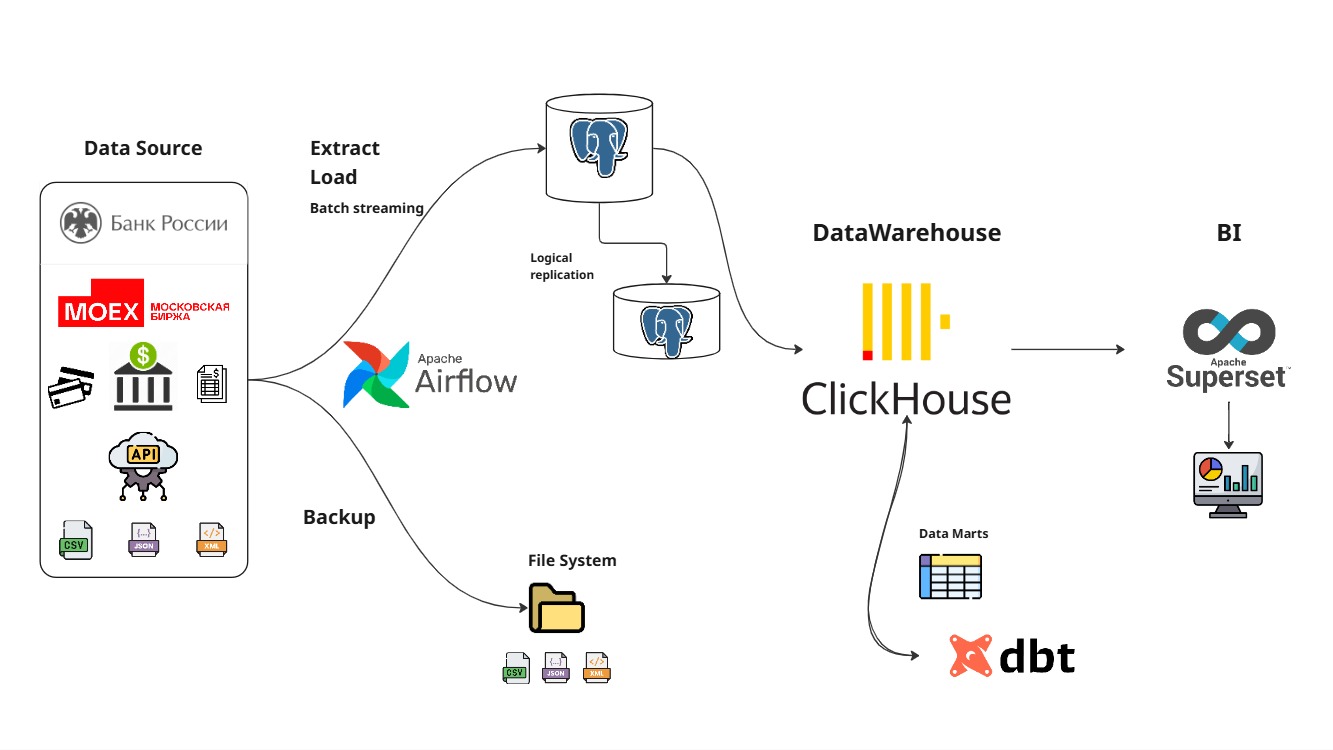 Data Source
Банк России
MOEX
МОСКОВСКАЯ
БИРЖА
$
$
API
CSV
{...}
JSON
</>
XML
Extract
Load
Batch streaming
Apache
Airflow
Backup
Logical
replication
File System
CSV
{...}
JSON
</>
XML
DataWarehouse
ClickHouse
Data Marts
dbt
BI
Apache
Superset